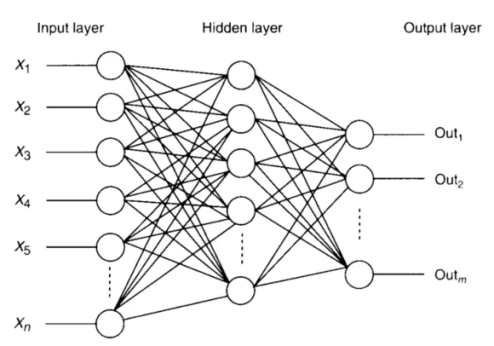 Input layer Hidden layer Output layer
X1
X2
X3
X4
X5
Xn
Out1
Out2
Outm